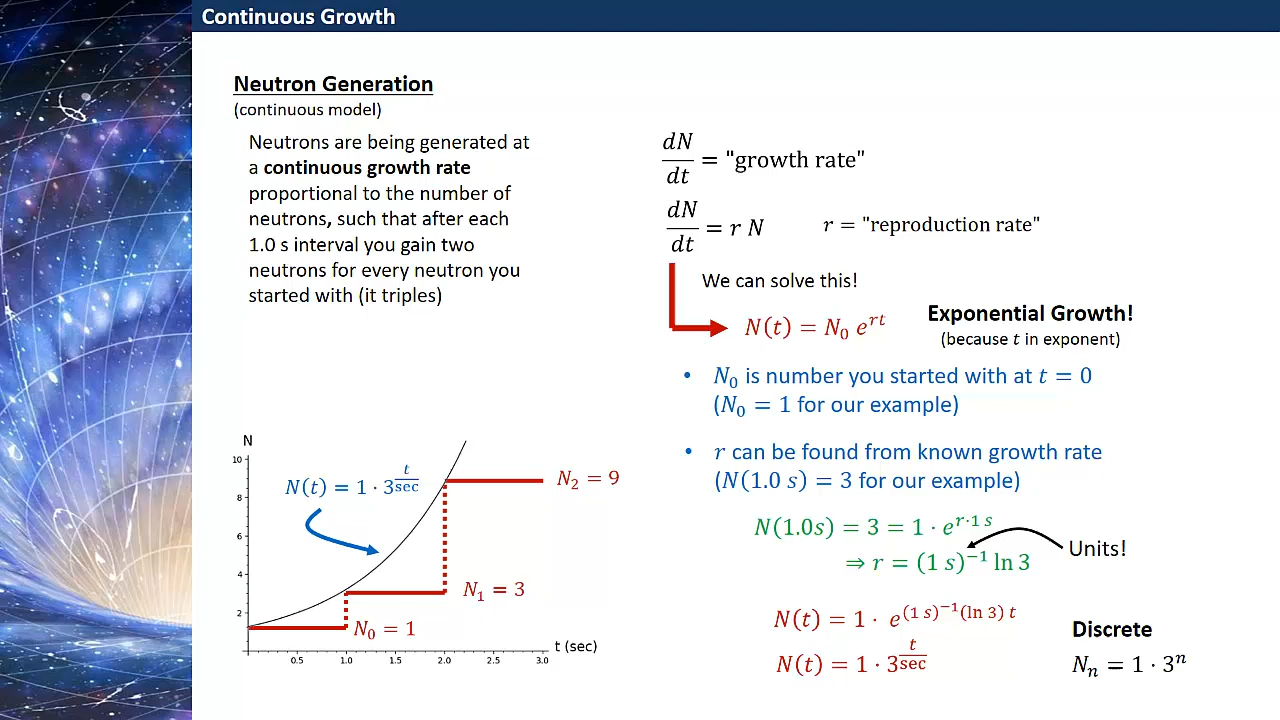 Continuous Growth
Neutron Generation
(continuous model)
Neutrons are being generated at
a continuous growth rate
proportional to the number of
neutrons, such that after each
1.0 s interval you gain two
neutrons for every neutron you
started with (it triples)
dN/dt = "growth rate"
dN/dt = r N    r = "reproduction rate"
We can solve this!
N(t) = N₀ e^{rt}
Exponential Growth!
(because t in exponent)
• N₀ is number you started with at t = 0
(N₀ = 1 for our example)
• r can be found from known growth rate
(N(1.0 s) = 3 for our example)
N(1.0s) = 3 = 1 · e^{r·1 s}
⇒ r = (1 s)⁻¹ ln 3
Units!
N(t) = 1 · e^{(1 s)⁻¹(ln 3) t}
N(t) = 1 · 3^{t/sec}
Discrete
Nₙ = 1 · 3ⁿ
N
10
8
6
4
2
N(t) = 1 · 3^{t/sec}
N₂ = 9
N₁ = 3
N₀ = 1
0.5 1.0 1.5 2.0 2.5 3.0
t (sec)